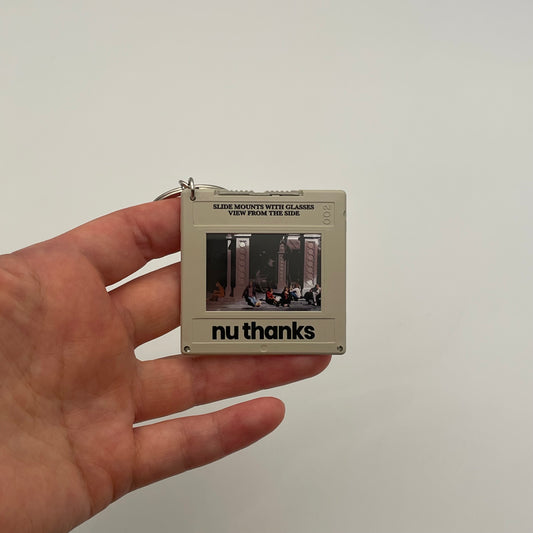 SLIDE MOUNTS WITH GLASSES
VIEW FROM THE SIDE
002
nu thanks